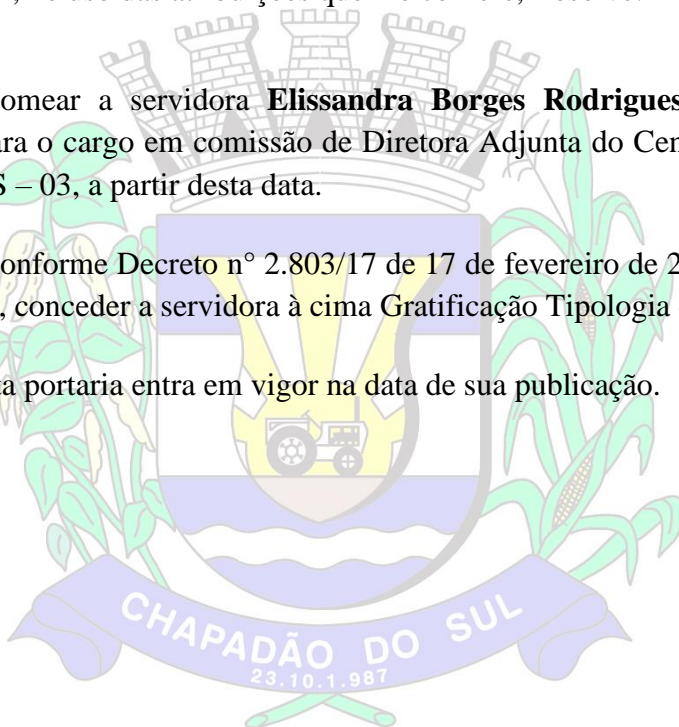 omear a servidora Elissandra Borges Rodrigues
ra o cargo em comissão de Diretora Adjunta do Cen
S – 03, a partir desta data.
onforme Decreto n° 2.803/17 de 17 de fevereiro de 2
, conceder a servidora à cima Gratificação Tipologia
ta portaria entra em vigor na data de sua publicação.
CHAPADÃO DO SUL
23.10.1.987